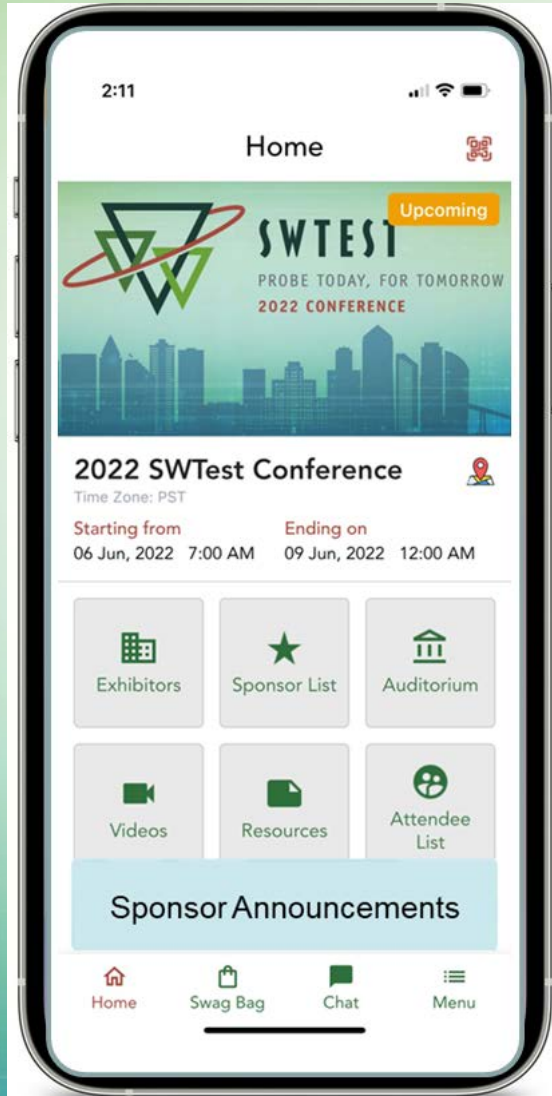 2:11
Home
Upcoming
SWTEST
PROBE TODAY, FOR TOMORROW
2022 CONFERENCE
2022 SWTest Conference
Time Zone: PST
Starting from Ending on
06 Jun, 2022 7:00 AM 09 Jun, 2022 12:00 AM
Exhibitors Sponsor List Auditorium
Videos Resources Attendee
List
Sponsor Announcements
Home Swag Bag Chat Menu